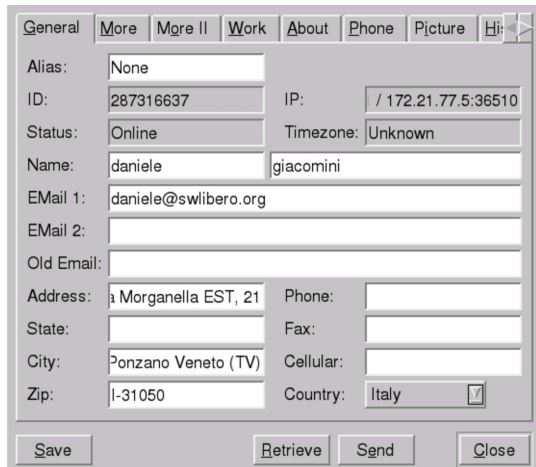 General More More II Work About Phone Picture
Alias: None
ID: 287316637 IP: / 172.21.77.5:36510
Status: Online Timezone: Unknown
Name: daniele giacomini
EMail 1: daniele@swlibero.org
EMail 2:
Old Email:
Address: a Morganella EST, 21 Phone:
State: Fax:
City: Ponzano Veneto (TV) Cellular:
Zip: I-31050 Country: Italy
Save Retrieve Send Close